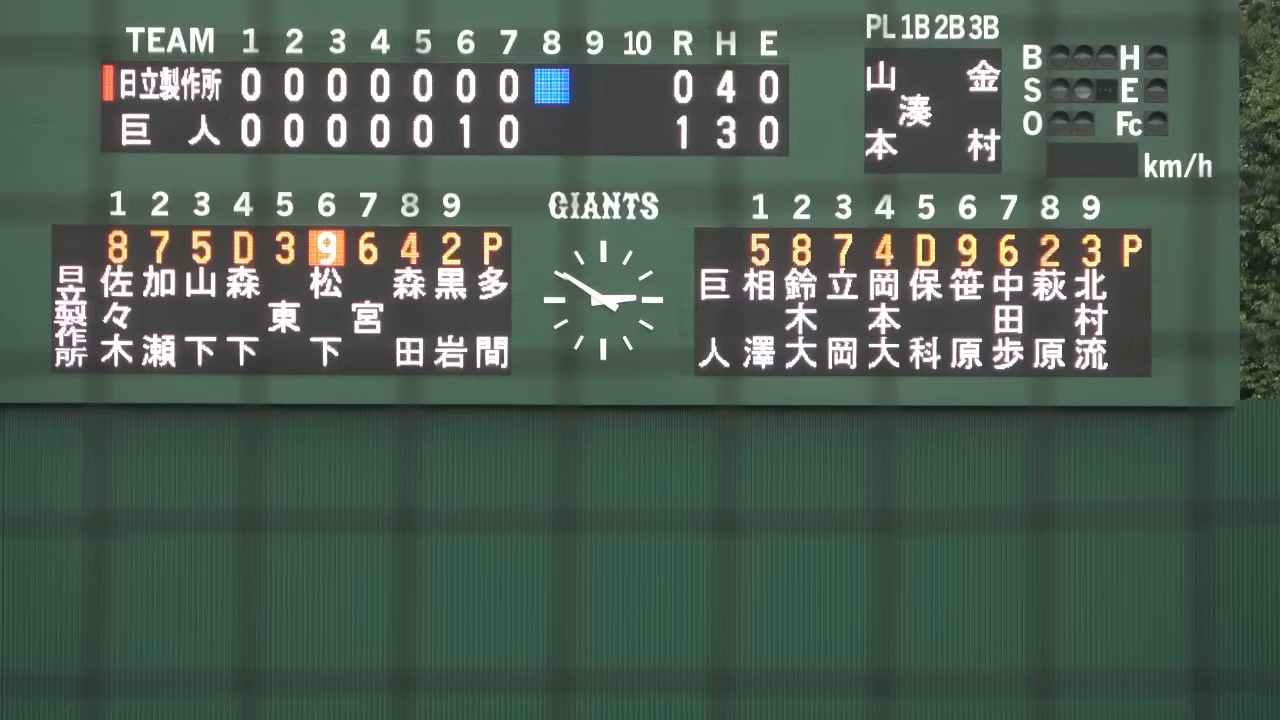 TEAM 1 2 3 4 5 6 7 8 9 10 R H E
日立製作所 0 0 0 0 0 0 0 0 4 0
巨人 0 0 0 0 0 1 0 1 3 0
PL 1B 2B 3B
山本 湊 金村
B H
S E
O Fc
km/h
1 2 3 4 5 6 7 8 9
8 7 5 D 3 9 6 4 2 P
日立製作所 佐々木 加瀬 山下 森下 東 松下 宮 森田 黒岩 多間
GIANTS
1 2 3 4 5 6 7 8 9
5 8 7 4 D 9 6 2 3 P
巨人 相澤 鈴木大 立岡 岡本大 保科 笹原 中田歩 萩原 北村流